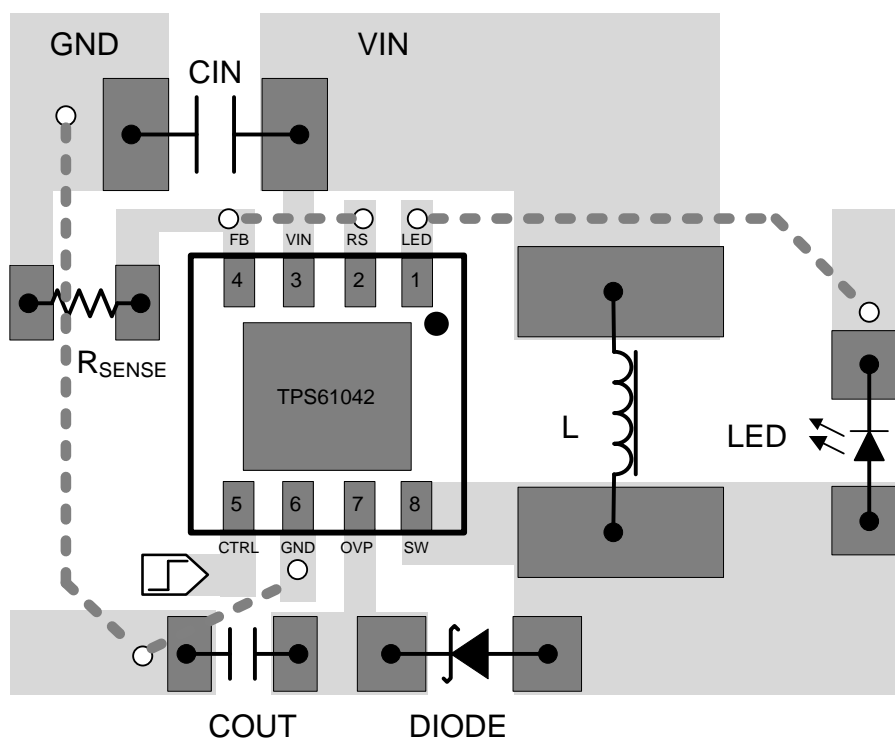 GND
VIN
CIN
FB VIN RS LED
4 3 2 1
RSENSE
TPS61042
L
LED
5 6 7 8
CTRL GND OVP SW
COUT
DIODE